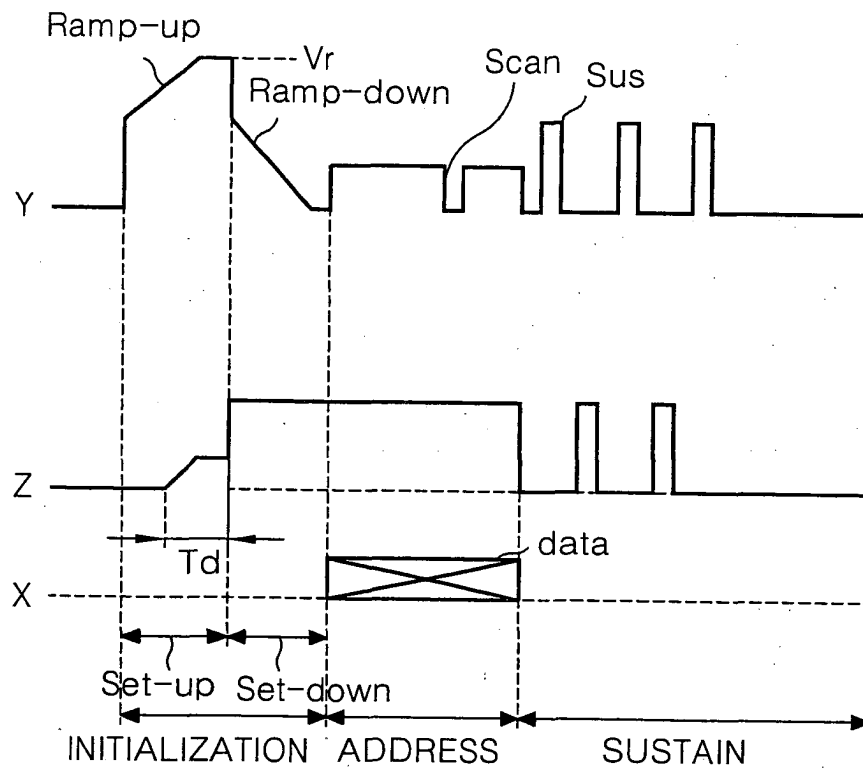 Ramp-up
Vr
Scan
Sus
Ramp-down
Y
Z
Td
data
X
Set-up
Set-down
INITIALIZATION
ADDRESS
SUSTAIN